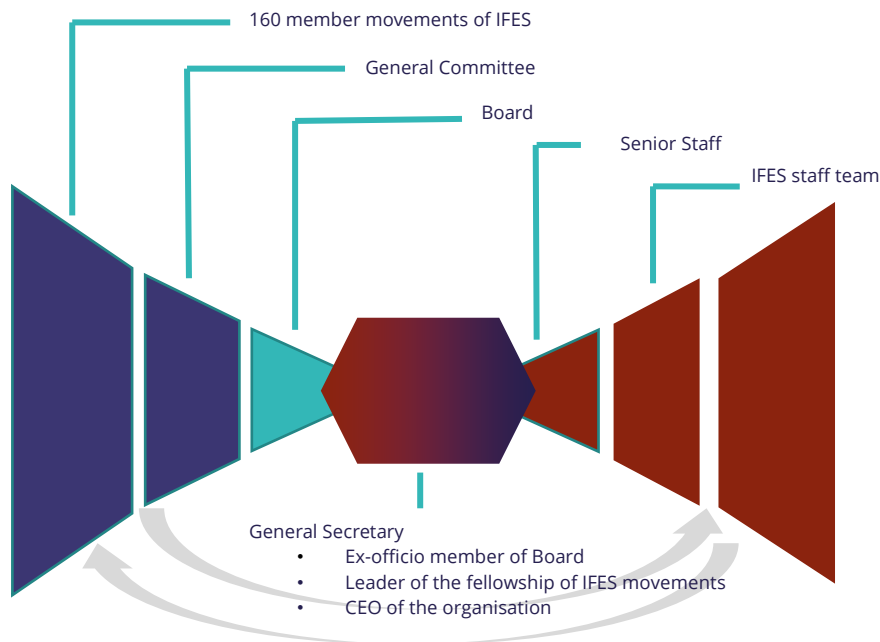 160 member movements of IFES
General Committee
Board
Senior Staff
IFES staff team
General Secretary
• Ex-officio member of Board
• Leader of the fellowship of IFES movements
• CEO of the organisation